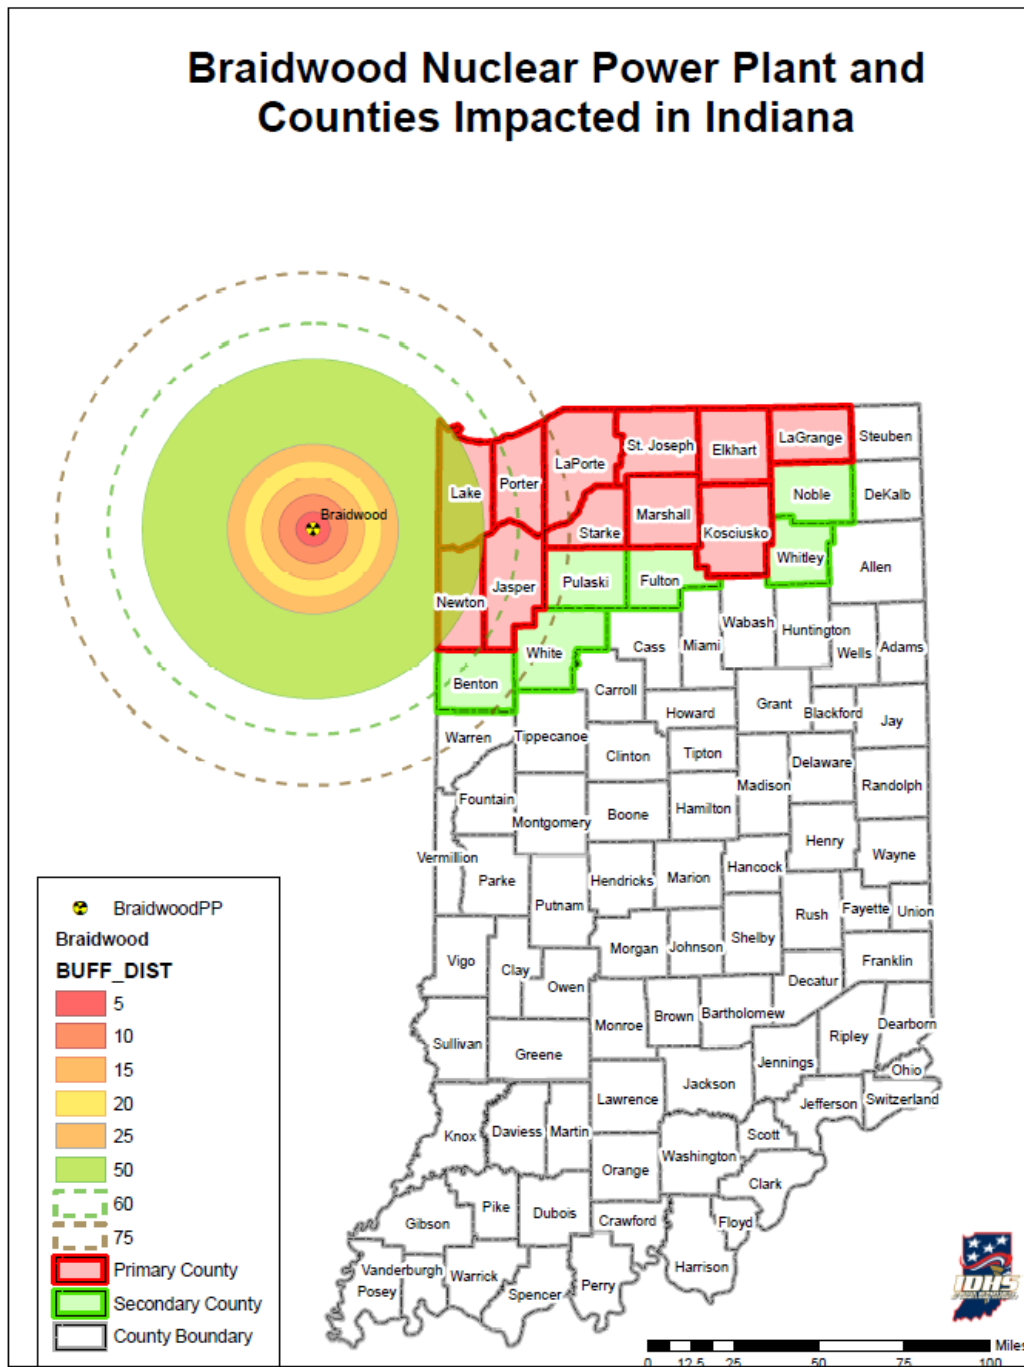 Braidwood Nuclear Power Plant and
Counties Impacted in Indiana
Braidwood
Lake
Porter
LaPorte
St. Joseph
Elkhart
LaGrange
Steuben
Noble
DeKalb
Starke
Marshall
Kosciusko
Whitley
Allen
Newton
Jasper
Pulaski
Fulton
Benton
White
Cass
Miami
Wabash
Huntington
Wells
Adams
Carroll
Howard
Grant
Blackford
Jay
Warren
Tippecanoe
Clinton
Tipton
Madison
Delaware
Randolph
Fountain
Montgomery
Boone
Hamilton
Henry
Wayne
Vermillion
Parke
Putnam
Hendricks
Marion
Hancock
Rush
Fayette
Union
Vigo
Clay
Owen
Morgan
Johnson
Shelby
Decatur
Franklin
Sullivan
Greene
Monroe
Brown
Bartholomew
Jennings
Ripley
Dearborn
Ohio
Switzerland
Knox
Daviess
Martin
Lawrence
Jackson
Scott
Jefferson
Orange
Washington
Clark
Gibson
Pike
Dubois
Crawford
Floyd
Harrison
Posey
Vanderburgh
Warrick
Spencer
Perry
BraidwoodPP
Braidwood
BUFF_DIST
5
10
15
20
25
50
60
75
Primary County
Secondary County
County Boundary
IDHS
Miles
0 12.5 25 50 75 100